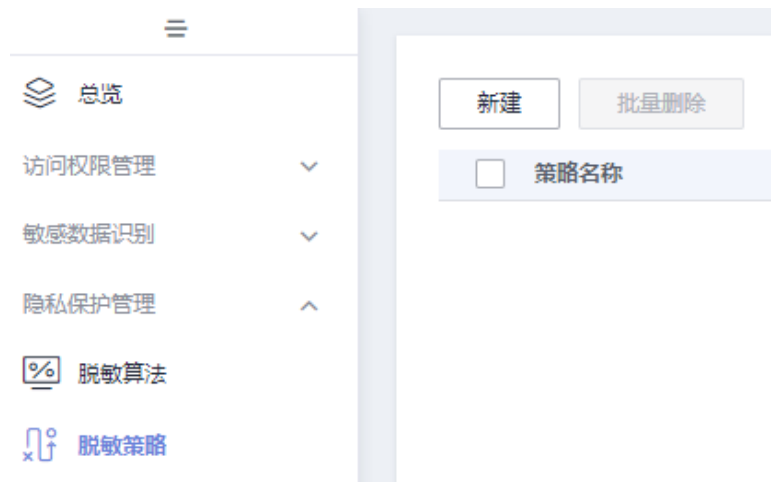 总览
访问权限管理
敏感数据识别
隐私保护管理
脱敏算法
脱敏策略
新建
批量删除
策略名称